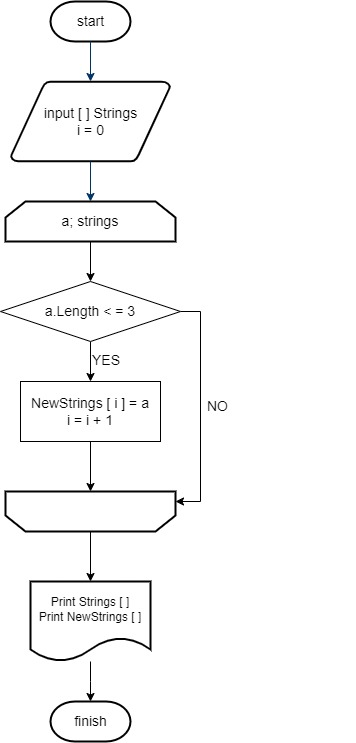 start
input [ ] Strings
i = 0
a; strings
a.Length < = 3
YES
NewStrings [ i ] = a
i = i + 1
NO
Print Strings [ ]
Print NewStrings [ ]
finish